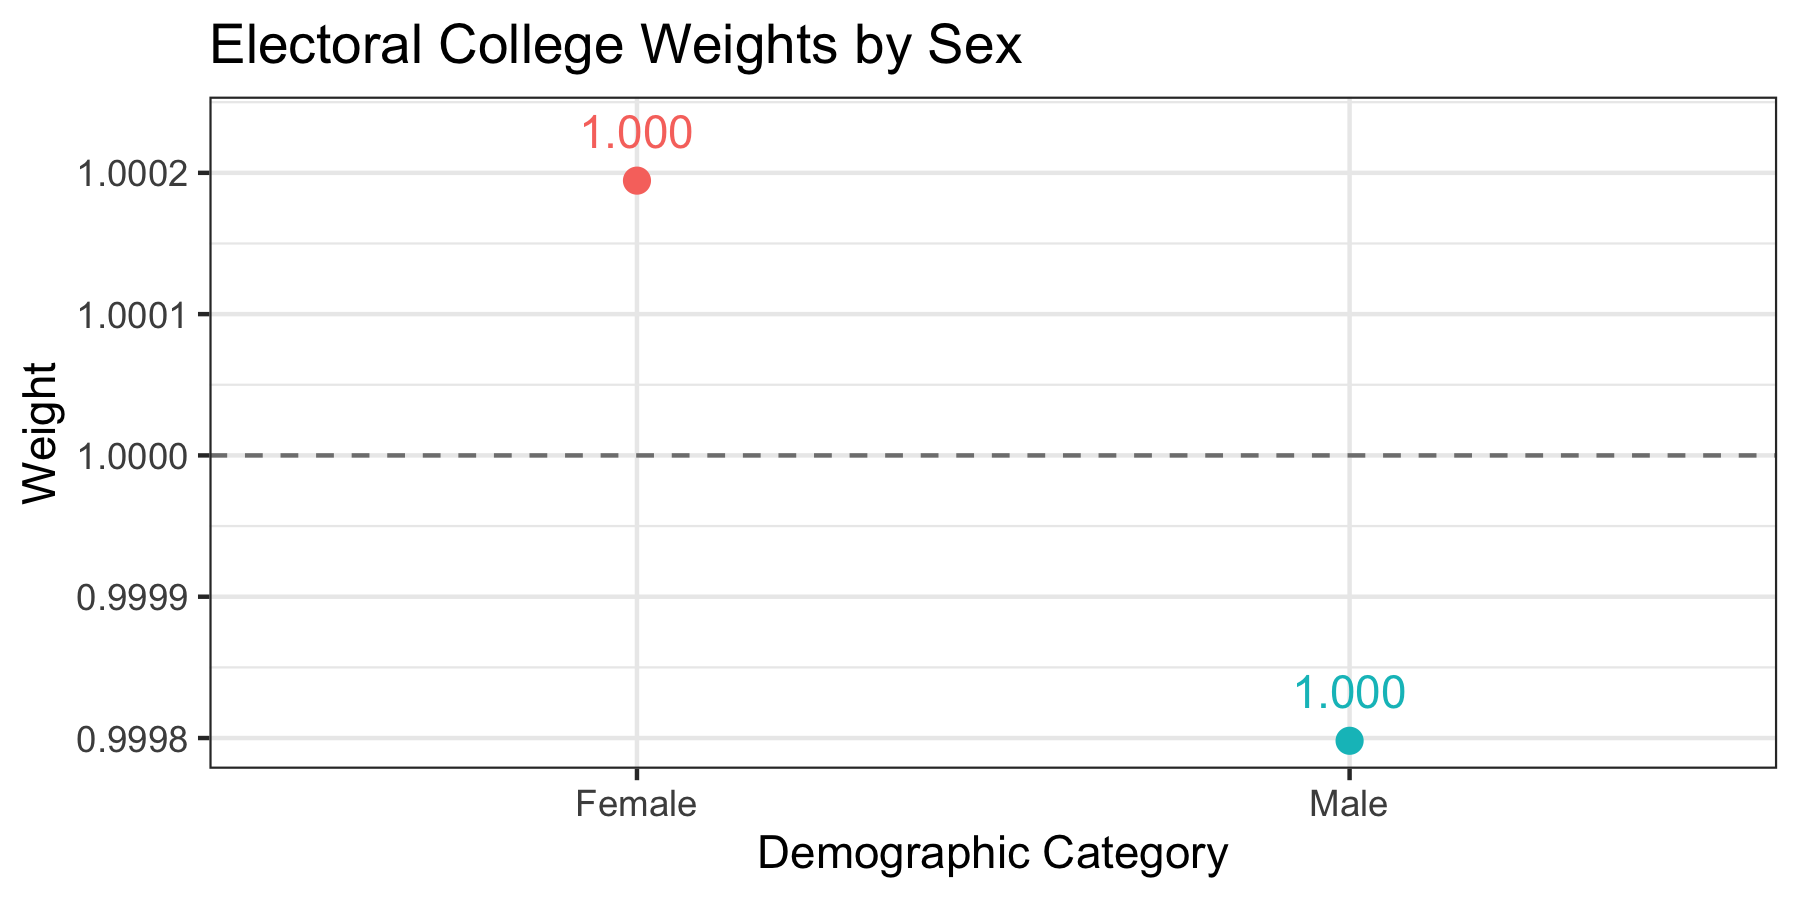 Electoral College Weights by Sex
1.000
1.0002
1.0001
Weight
1.0000
0.9999
1.000
0.9998
Female
Male
Demographic Category